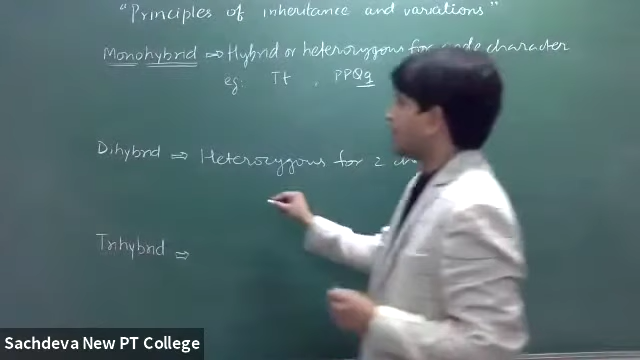 "Principles of inheritance and variations"
Monohybrid ⇒ Hybrid or heterozygous for character
eg: Tt , PPQq
Dihybrid ⇒ Heterozygous for 2
Trihybrid ⇒
Sachdeva New PT College